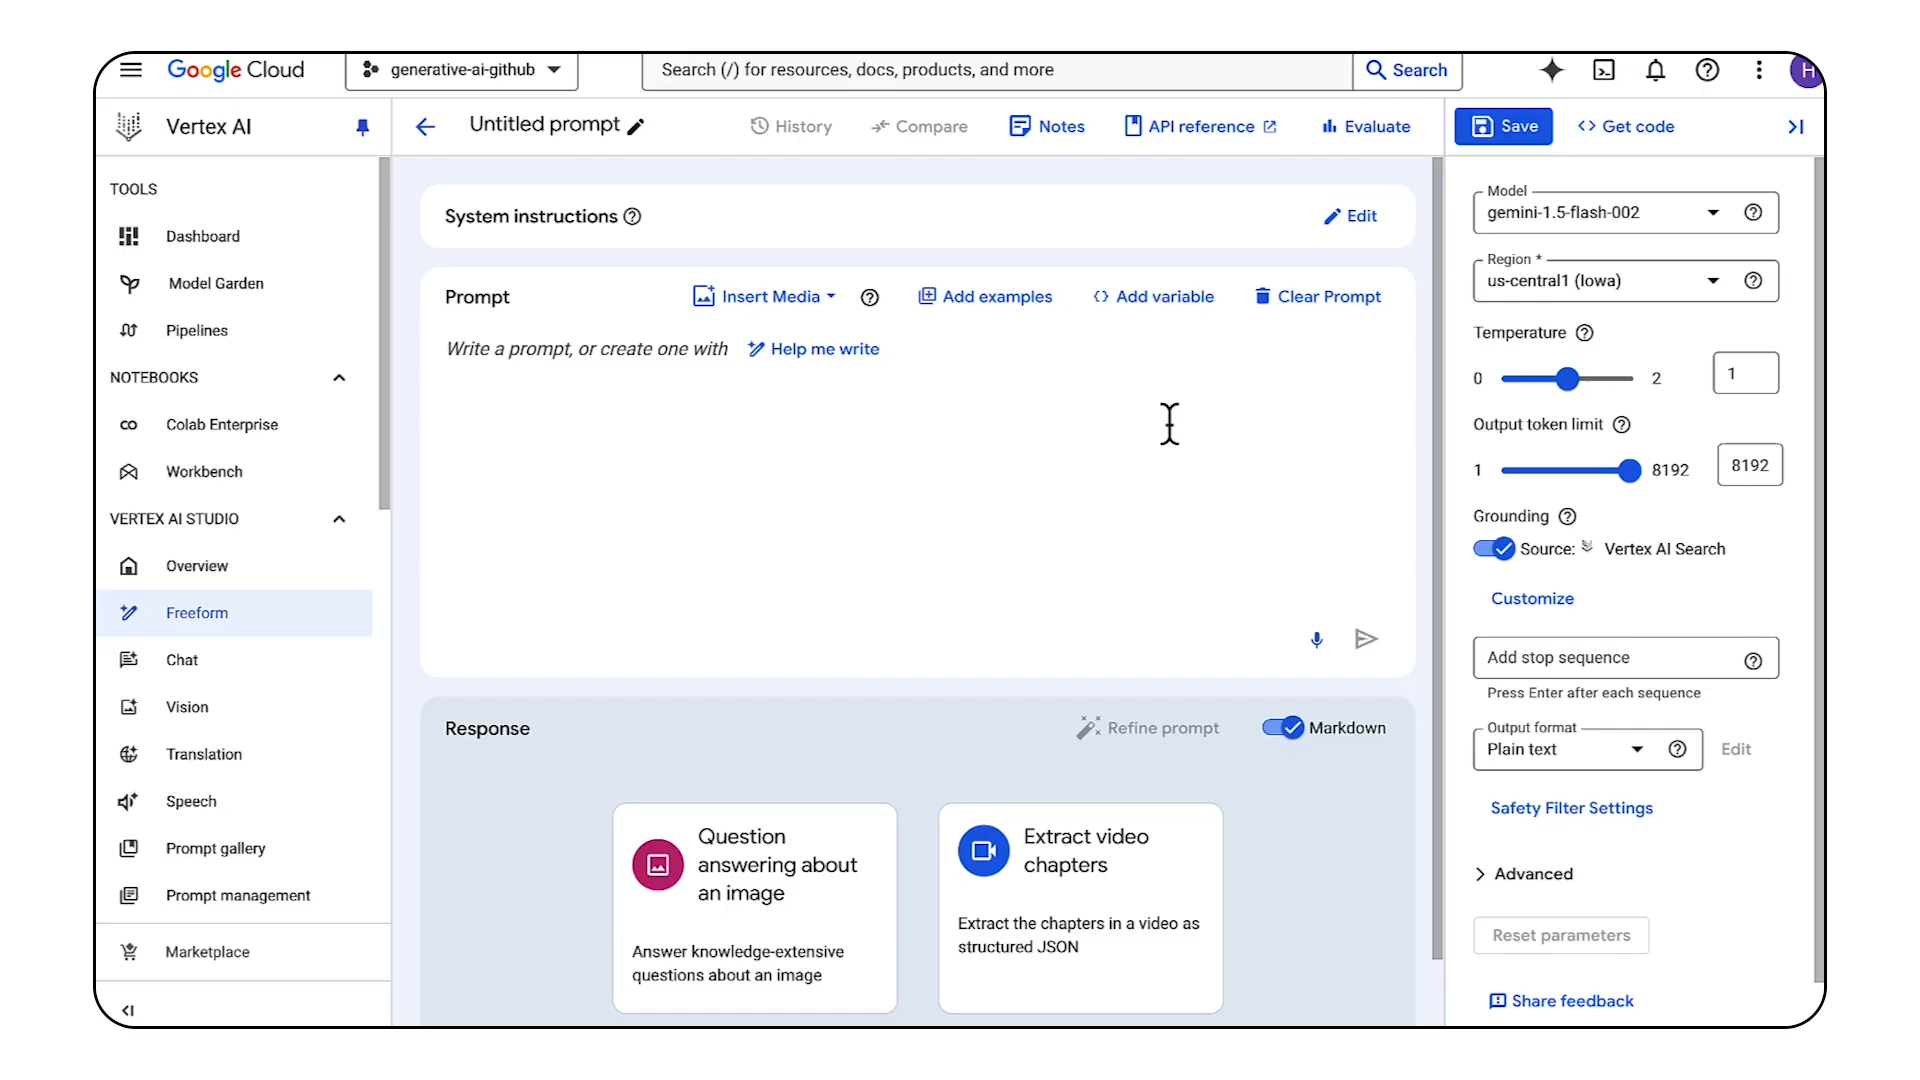 Google Cloud
generative-ai-github
Search (/) for resources, docs, products, and more
Search
H
Vertex AI
Untitled prompt
History
Compare
Notes
API reference
Evaluate
Save
Get code
TOOLS
Dashboard
Model Garden
Pipelines
NOTEBOOKS
Colab Enterprise
Workbench
VERTEX AI STUDIO
Overview
Freeform
Chat
Vision
Translation
Speech
Prompt gallery
Prompt management
Marketplace
System instructions
Edit
Prompt
Insert Media
Add examples
Add variable
Clear Prompt
Write a prompt, or create one with
Help me write
Response
Refine prompt
Markdown
Question
answering about
an image
Answer knowledge-extensive
questions about an image
Extract video
chapters
Extract the chapters in a video as
structured JSON
Model
gemini-1.5-flash-002
Region *
us-central1 (Iowa)
Temperature
0
2
1
Output token limit
1
8192
8192
Grounding
Source: Vertex AI Search
Customize
Add stop sequence
Press Enter after each sequence
Output format
Plain text
Edit
Safety Filter Settings
Advanced
Reset parameters
Share feedback